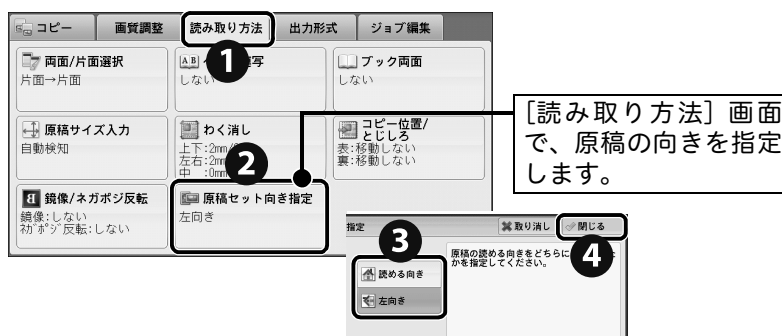 コピー 画質調整 読み取り方法 出力形式 ジョブ編集
1
両面/片面選択
片面→片面
写
しない
ブック両面
しない
原稿サイズ入力
自動検知
わく消し
上下:2mm
左右:2mm
中 :0mm
コピー位置/
とじしろ
表:移動しない
裏:移動しない
[読み取り方法] 画面
で、原稿の向きを指定
します。
2
鏡像/ネガポジ反転
鏡像:しない
ネガポジ反転:しない
原稿セット向き指定
左向き
指定 取り消し 閉じる
3
4
原稿の読める向きをどちらに
かを指定してください。
読める向き
左向き